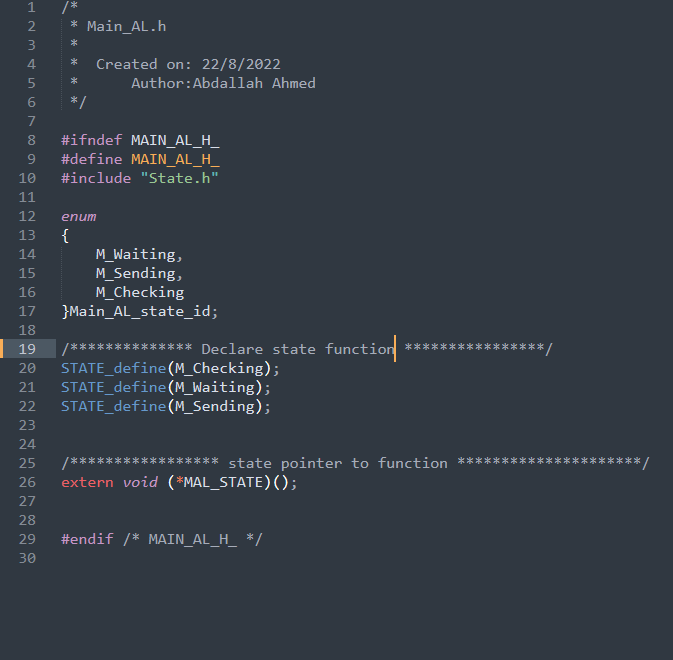 1 /*
2  * Main_AL.h
3  *
4  *  Created on: 22/8/2022
5  *      Author:Abdallah Ahmed
6  */
7
8 #ifndef MAIN_AL_H_
9 #define MAIN_AL_H_
10 #include "State.h"
11
12 enum
13 {
14     M_Waiting,
15     M_Sending,
16     M_Checking
17 }Main_AL_state_id;
18
19 /************** Declare state function ****************/
20 STATE_define(M_Checking);
21 STATE_define(M_Waiting);
22 STATE_define(M_Sending);
23
24
25 /***************** state pointer to function *********************/
26 extern void (*MAL_STATE)();
27
28
29 #endif /* MAIN_AL_H_ */
30